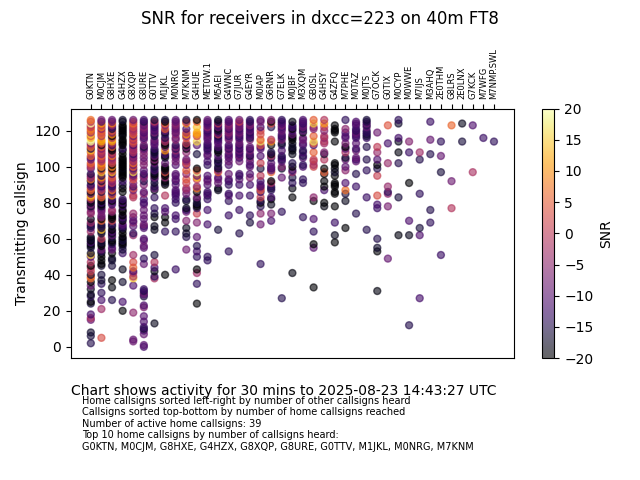 SNR for receivers in dxcc=223 on 40m FT8
G0KTN M0CJM G8HXE G4HZX G8XQP G8URE G0TTV M1JKL M0NRG M7KNM G4HUE MET0W.1 M5AEI G4WNC G7JUR G4EYR M0JAP G6RNR G7ELK M0JBF M3XQM GB0SL G4HSY G4ZFQ M7PHE M0TAZ M0JTS G7OCK G0TIX M0CYP M0WWE M7IJS M3AHQ 2E0THM G8LRS 2E0LNX G7KCK M7WFG M7NMP.SWL
Transmitting callsign
120
100
80
60
40
20
0
20
15
10
5
0
−5
−10
−15
−20
SNR
Chart shows activity for 30 mins to 2025-08-23 14:43:27 UTC
Home callsigns sorted left-right by number of other callsigns heard
Callsigns sorted top-bottom by number of home callsigns reached
Number of active home callsigns: 39
Top 10 home callsigns by number of callsigns heard:
G0KTN, M0CJM, G8HXE, G4HZX, G8XQP, G8URE, G0TTV, M1JKL, M0NRG, M7KNM